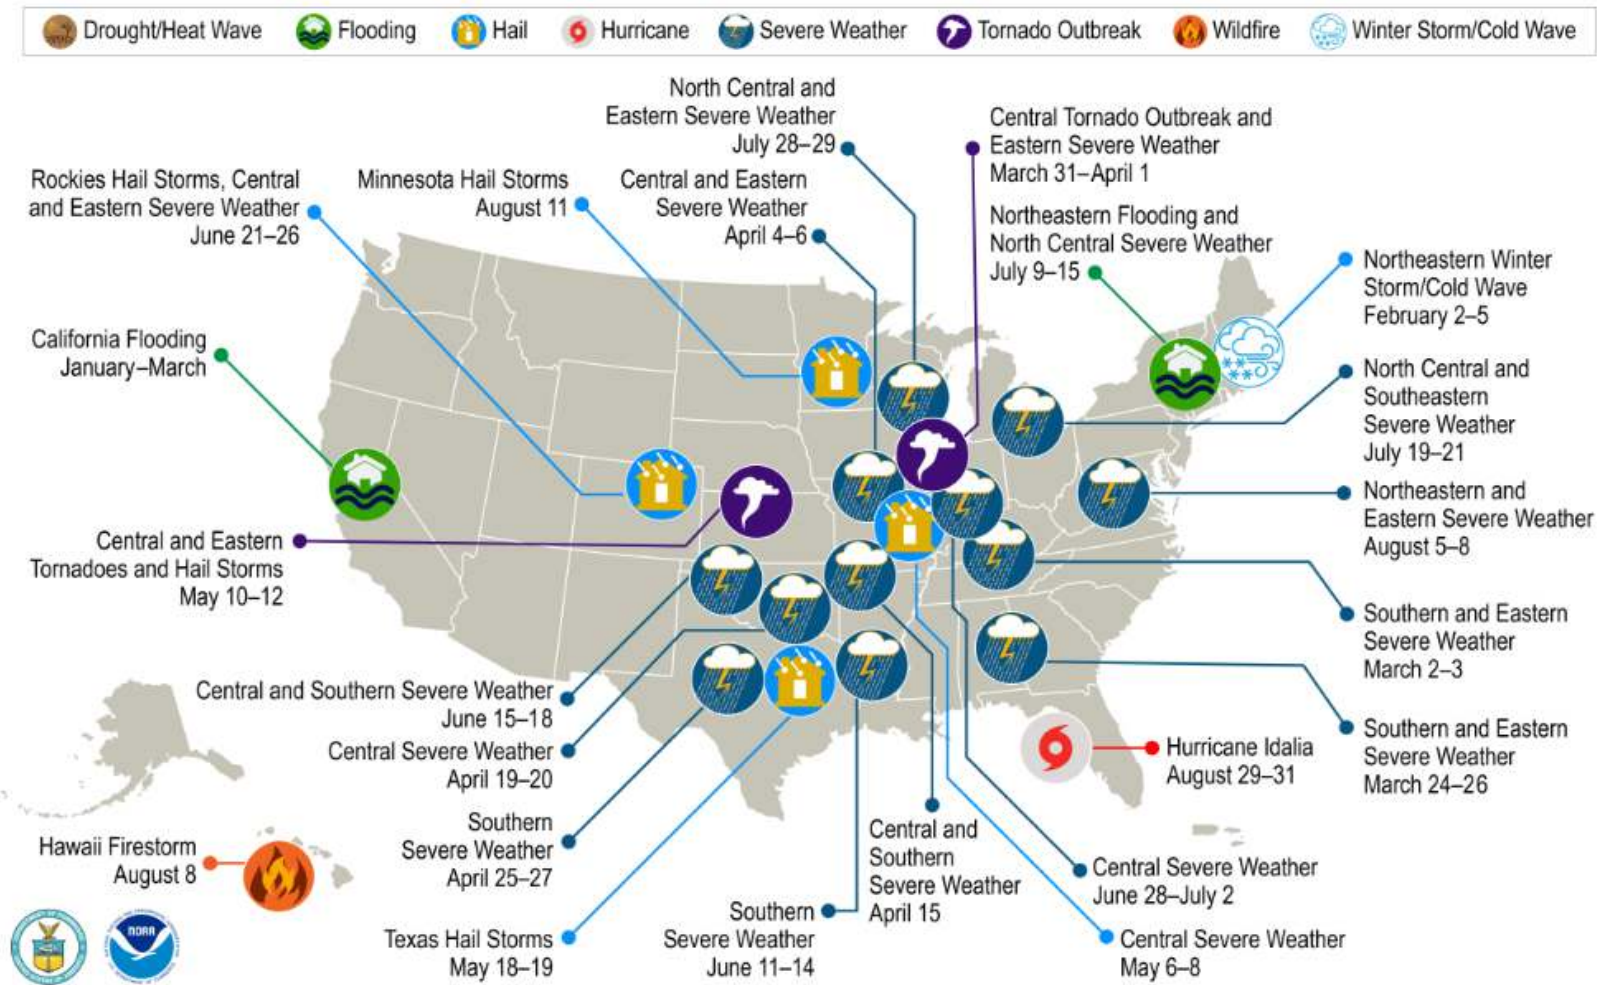 Drought/Heat Wave
Flooding
Hail
Hurricane
Severe Weather
Tornado Outbreak
Wildfire
Winter Storm/Cold Wave
North Central and
Eastern Severe Weather
July 28–29
Central Tornado Outbreak and
Eastern Severe Weather
March 31–April 1
Rockies Hail Storms, Central
and Eastern Severe Weather
June 21–26
Minnesota Hail Storms
August 11
Central and Eastern
Severe Weather
April 4–6
Northeastern Flooding and
North Central Severe Weather
July 9–15
Northeastern Winter
Storm/Cold Wave
February 2–5
California Flooding
January–March
North Central and
Southeastern
Severe Weather
July 19–21
Northeastern and
Eastern Severe Weather
August 5–8
Central and Eastern
Tornadoes and Hail Storms
May 10–12
Southern and Eastern
Severe Weather
March 2–3
Central and Southern Severe Weather
June 15–18
Southern and Eastern
Severe Weather
March 24–26
Central Severe Weather
April 19–20
Hurricane Idalia
August 29–31
Southern
Severe Weather
April 25–27
Central and
Southern
Severe Weather
April 15
Hawaii Firestorm
August 8
Central Severe Weather
June 28–July 2
Texas Hail Storms
May 18–19
Southern
Severe Weather
June 11–14
Central Severe Weather
May 6–8
NOAA